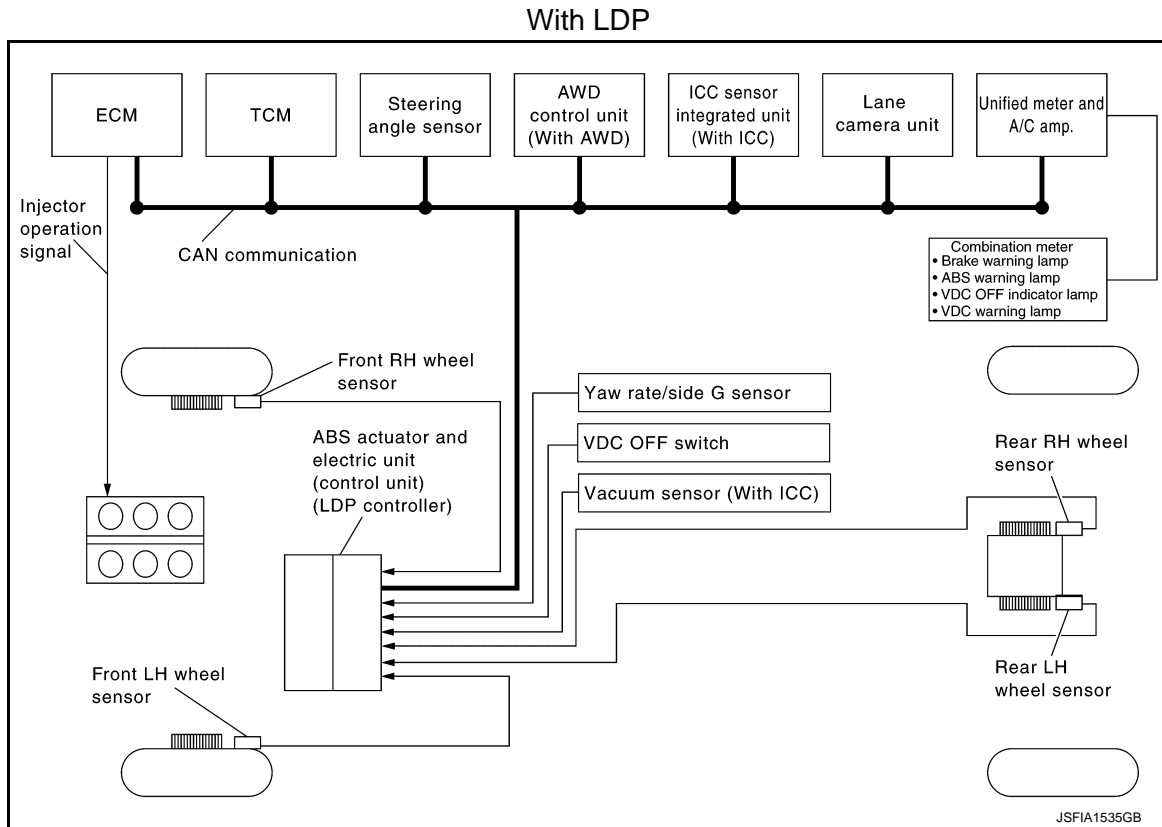 With LDP
ECM
TCM
Steering
angle sensor
AWD
control unit
(With AWD)
ICC sensor
integrated unit
(With ICC)
Lane
camera unit
Unified meter and
A/C amp.
Injector
operation
signal
CAN communication
Combination meter
• Brake warning lamp
• ABS warning lamp
• VDC OFF indicator lamp
• VDC warning lamp
Front RH wheel
sensor
Yaw rate/side G sensor
ABS actuator and
electric unit
(control unit)
(LDP controller)
VDC OFF switch
Vacuum sensor (With ICC)
Rear RH wheel
sensor
Front LH wheel
sensor
Rear LH
wheel sensor
JSFIA1535GB